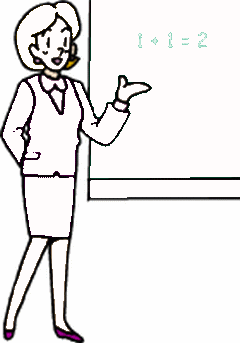 1 + 1 = 2